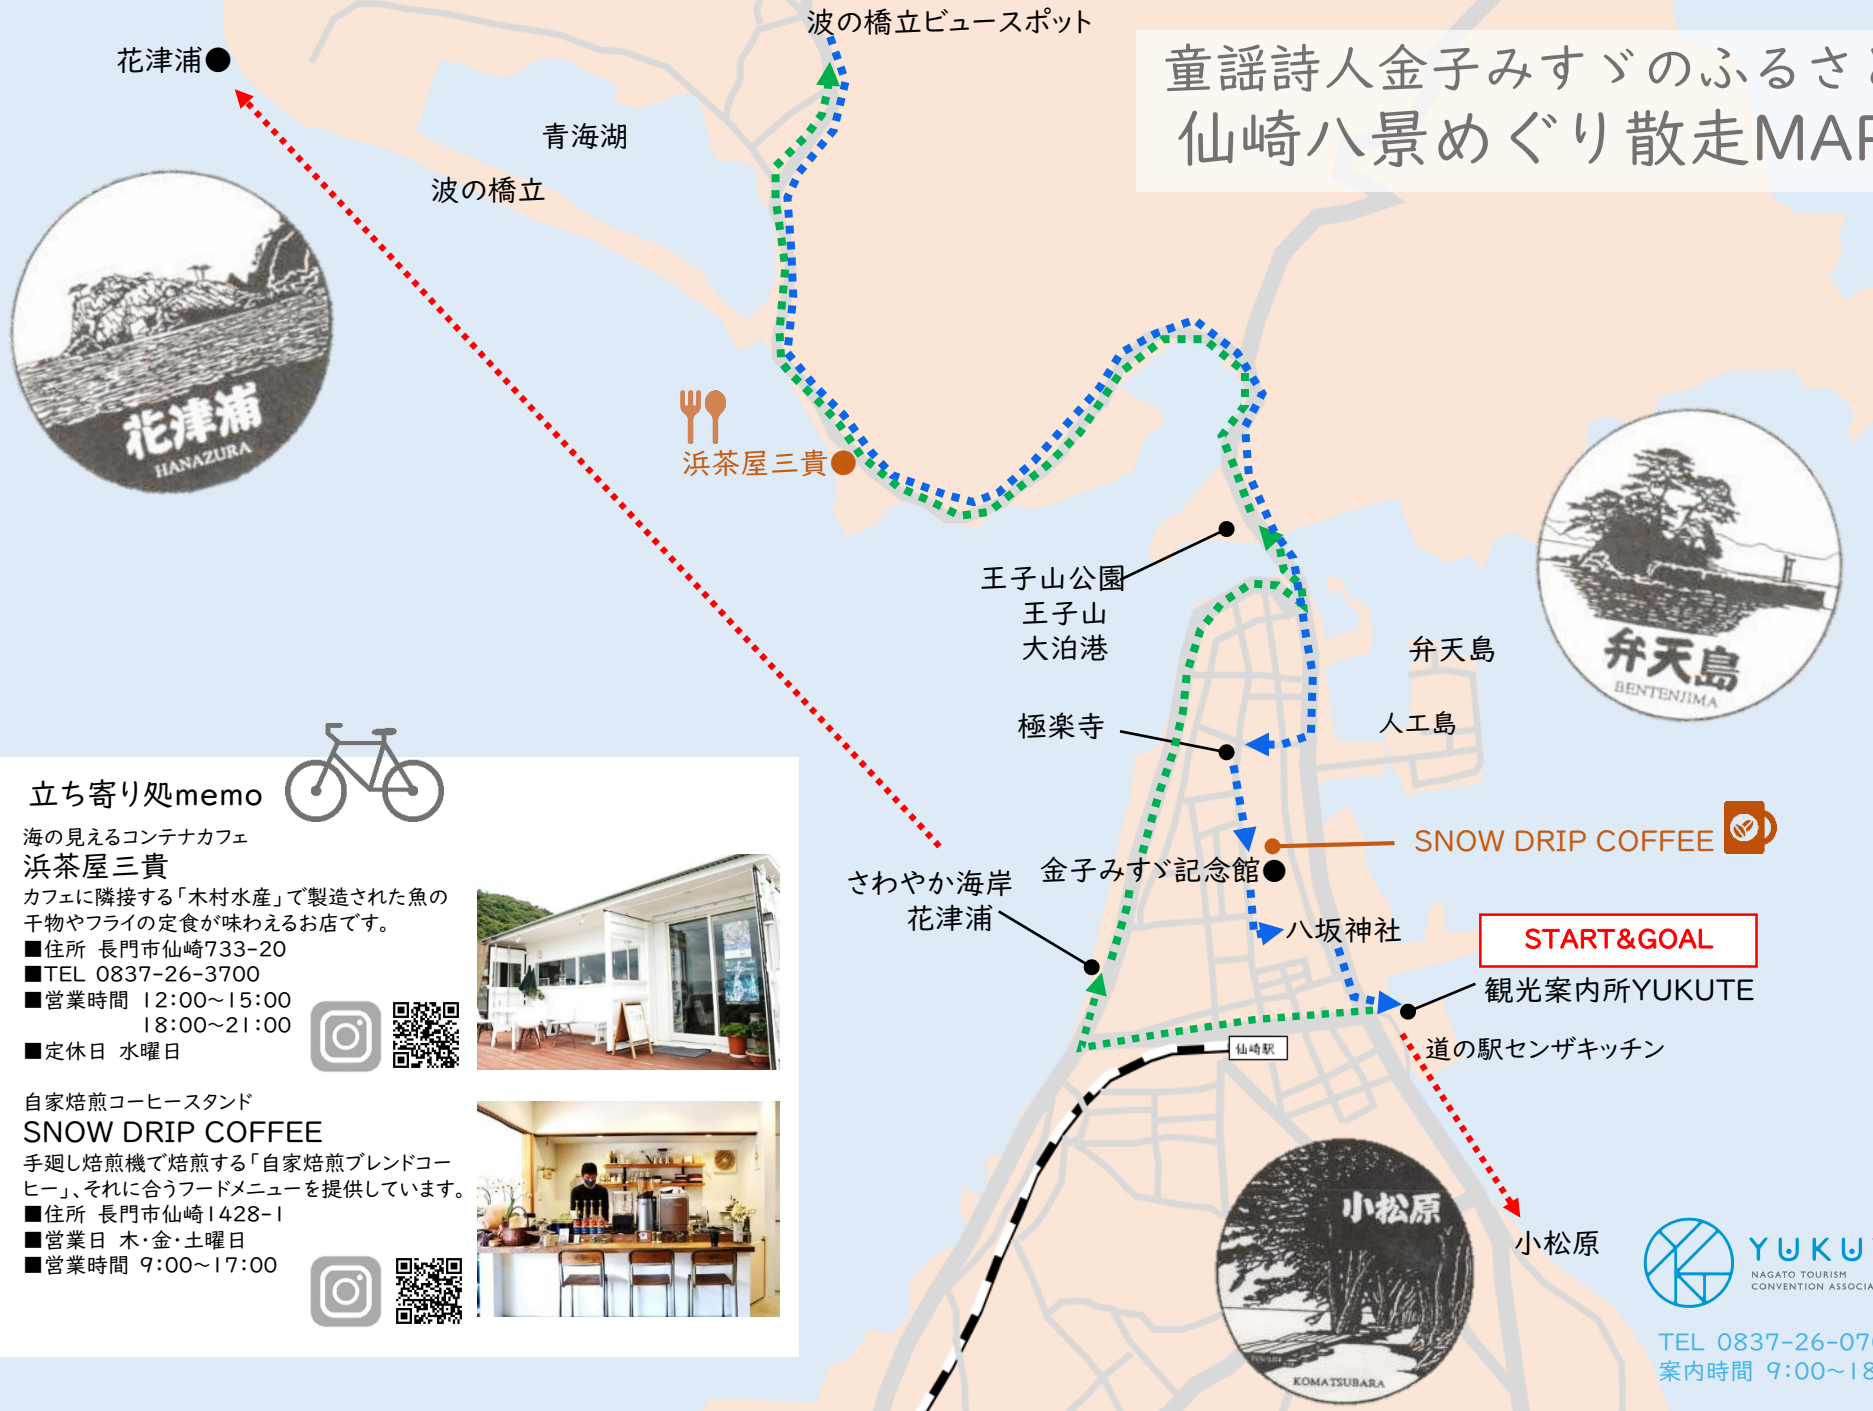 波の橋立ビュースポット
花津浦
童謡詩人金子みすゞのふるさと
仙崎八景めぐり散走MAP
青海湖
波の橋立
花津浦
HANAZURA
浜茶屋三貴
王子山公園
王子山
大泊港
弁天島
BENTENJIMA
弁天島
人工島
極楽寺
SNOW DRIP COFFEE
金子みすゞ記念館
さわやか海岸
花津浦
八坂神社
START&GOAL
観光案内所YUKUTE
仙崎駅
道の駅センザキッチン
小松原
KOMATSUBARA
小松原
立ち寄り処memo
海の見えるコンテナカフェ
浜茶屋三貴
カフェに隣接する「木村水産」で製造された魚の
干物やフライの定食が味わえるお店です。
■住所 長門市仙崎733-20
■TEL 0837-26-3700
■営業時間 12:00~15:00
18:00~21:00
■定休日 水曜日
自家焙煎コーヒースタンド
SNOW DRIP COFFEE
手廻し焙煎機で焙煎する「自家焙煎ブレンドコー
ヒー」、それに合うフードメニューを提供しています。
■住所 長門市仙崎1428-1
■営業日 木・金・土曜日
■営業時間 9:00~17:00
YUKU
NAGATO TOURISM
CONVENTION ASSOCIA
TEL 0837-26-07
案内時間 9:00~18